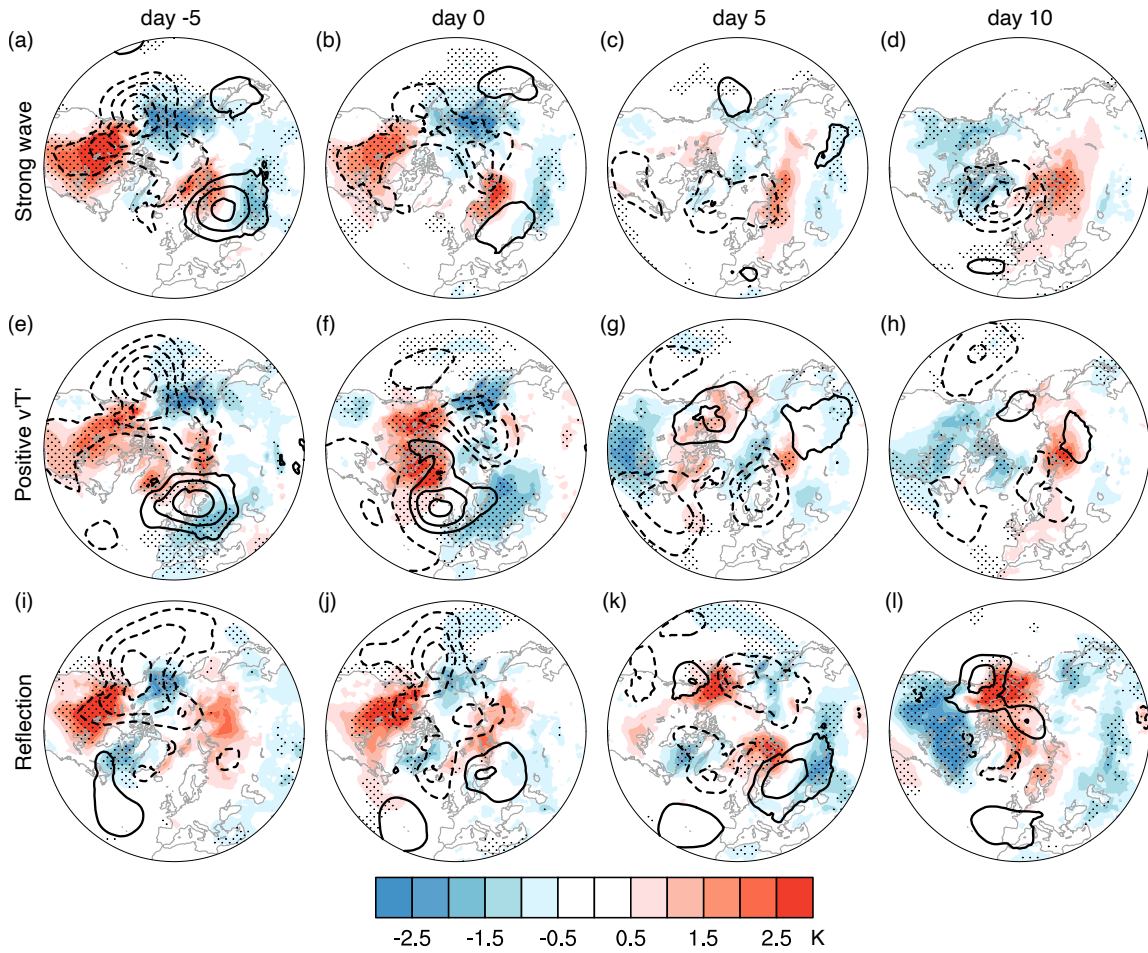 day -5 day 0 day 5 day 10
(a) (b) (c) (d)
Strong wave
(e) (f) (g) (h)
Positive v'T'
(i) (j) (k) (l)
Reflection
-2.5 -1.5 -0.5 0.5 1.5 2.5 K